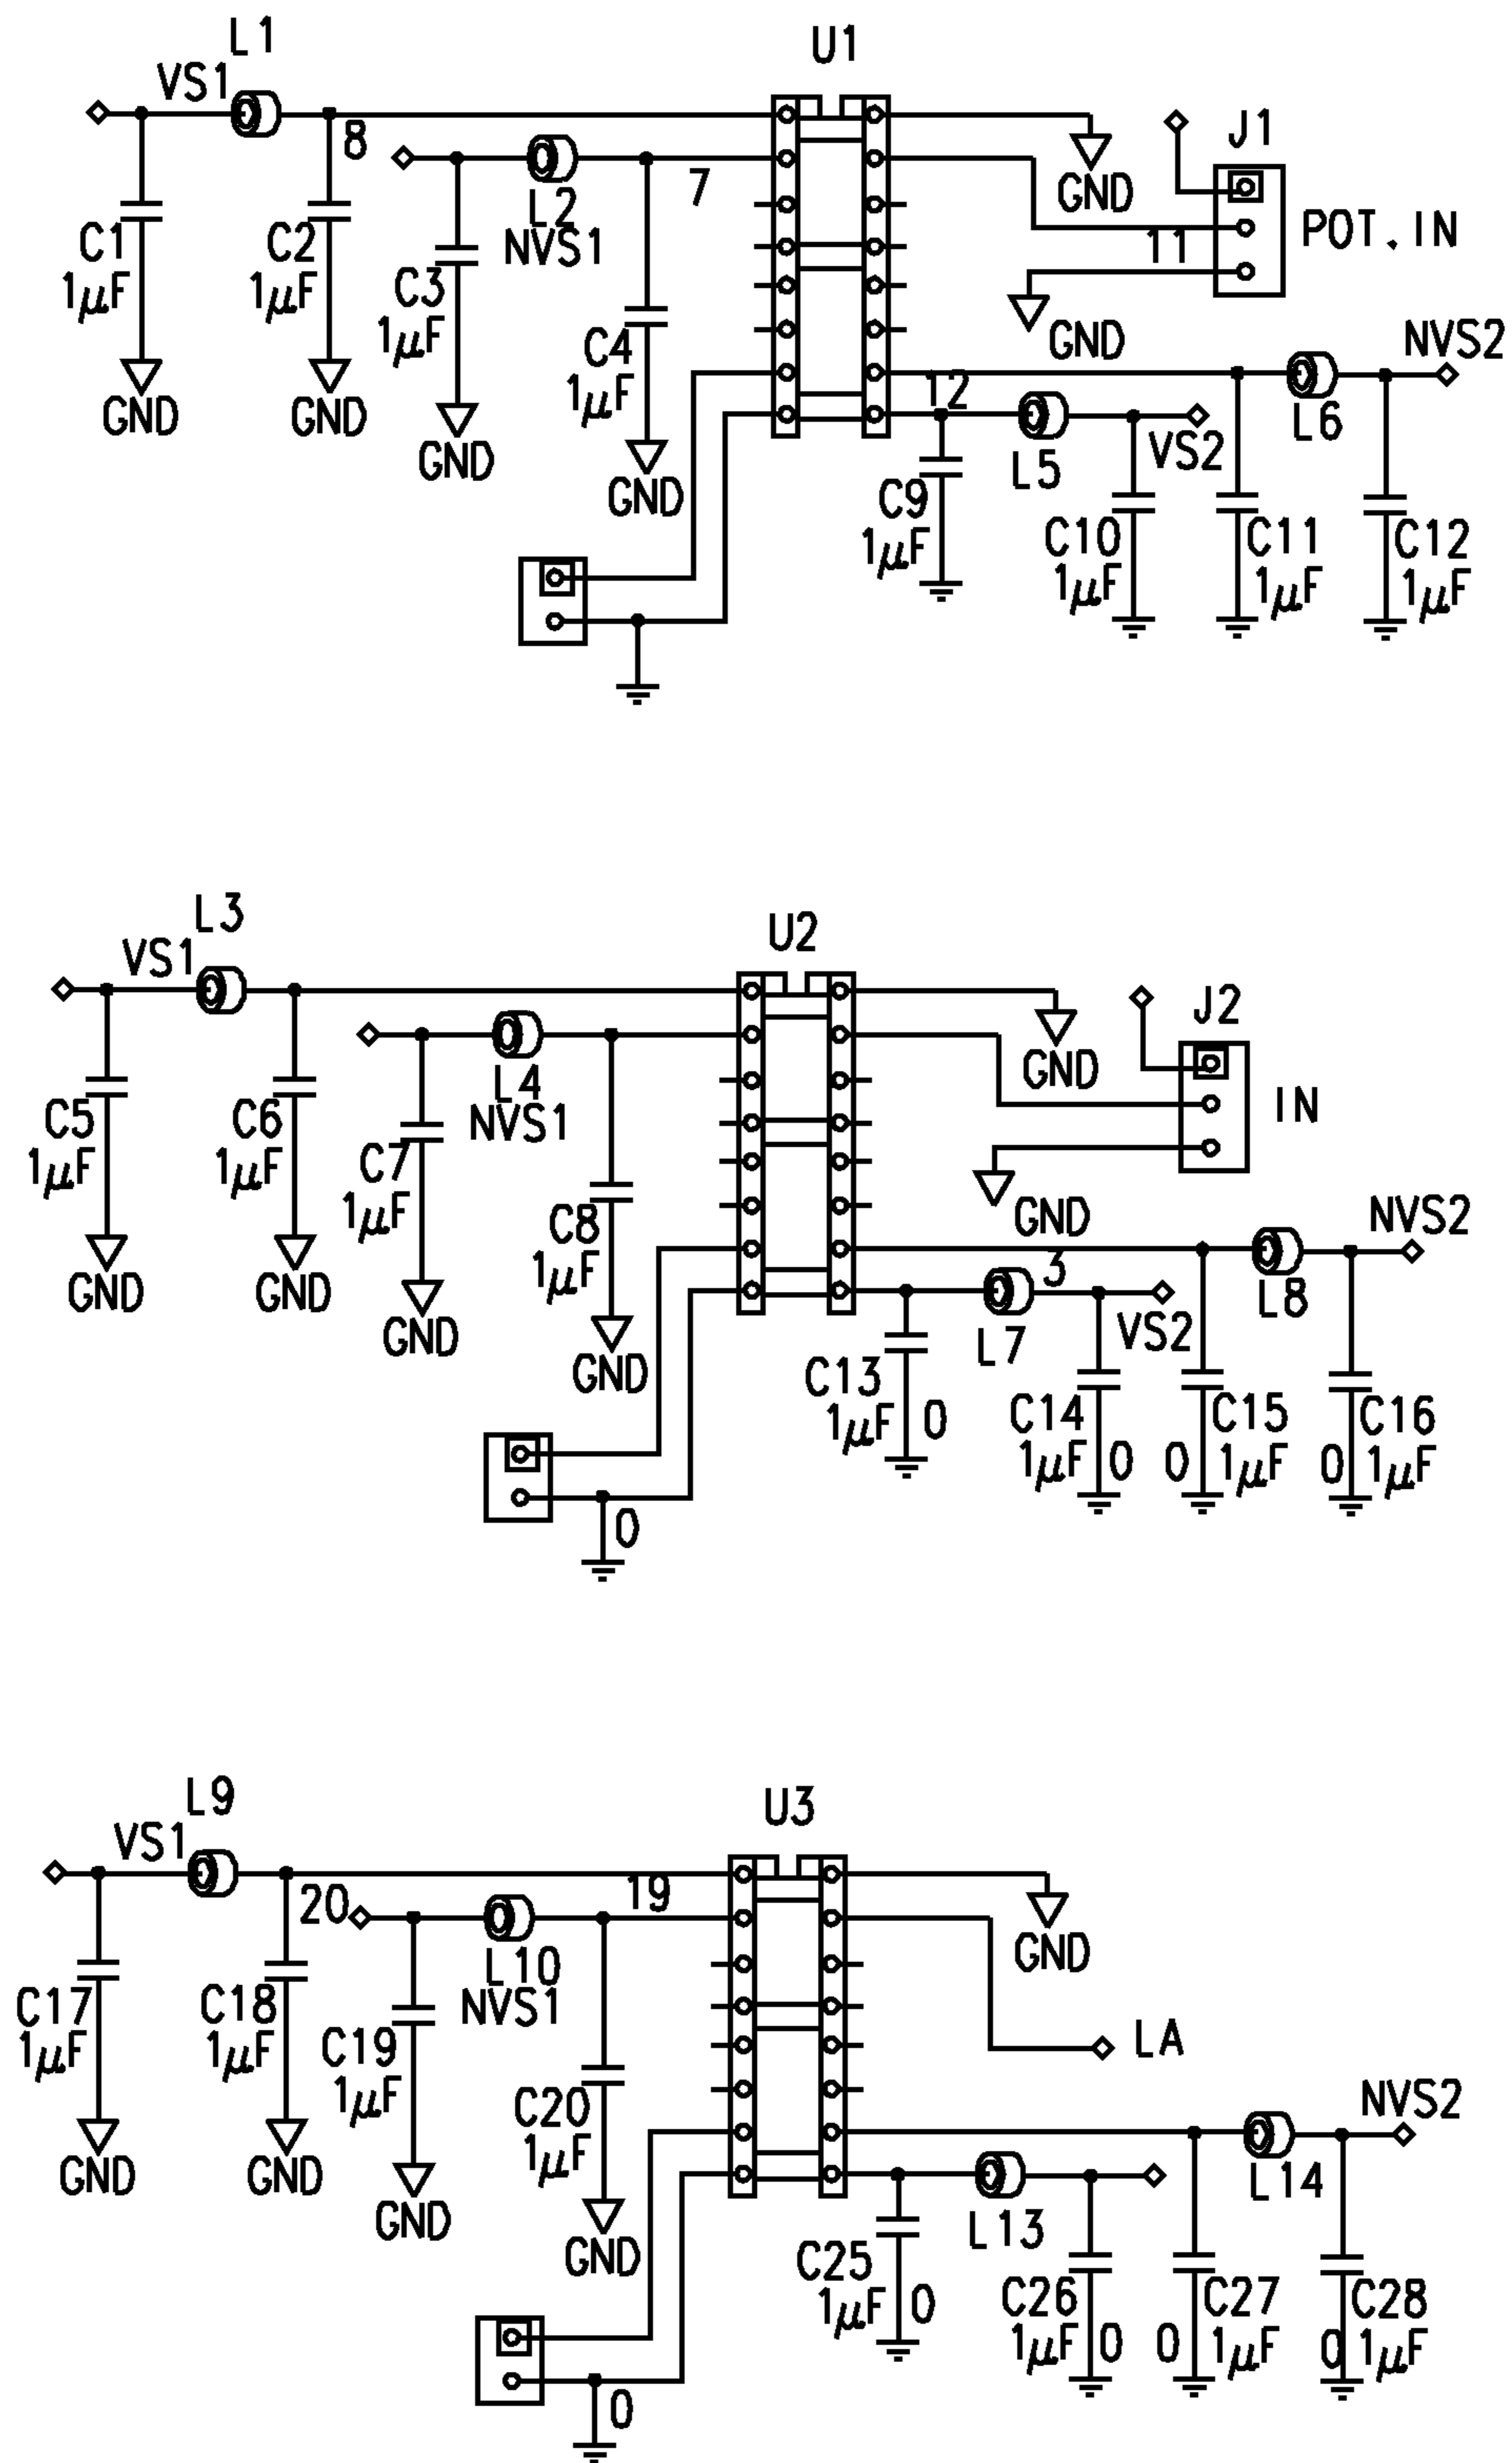 L1
U1
VS1
J1
8
7
GND
L2
NVS1
C1
1µF
C2
1µF
C3
1µF
11
POT.IN
C4
1µF
GND
NVS2
GND
GND
GND
GND
12
L6
L5
VS2
C9
1µF
C10
1µF
C11
1µF
C12
1µF
L3
U2
VS1
J2
GND
L4
NVS1
IN
C5
1µF
C6
1µF
C7
1µF
C8
1µF
GND
NVS2
GND
GND
GND
GND
3
L8
L7
VS2
C13
1µF
0
C14
1µF
0
0
C15
1µF
0
C16
1µF
0
L9
U3
VS1
20
19
GND
L10
NVS1
C17
1µF
C18
1µF
C19
1µF
LA
C20
1µF
NVS2
GND
GND
GND
GND
L14
L13
C25
1µF
0
C26
1µF
0
0
C27
1µF
0
C28
1µF
0